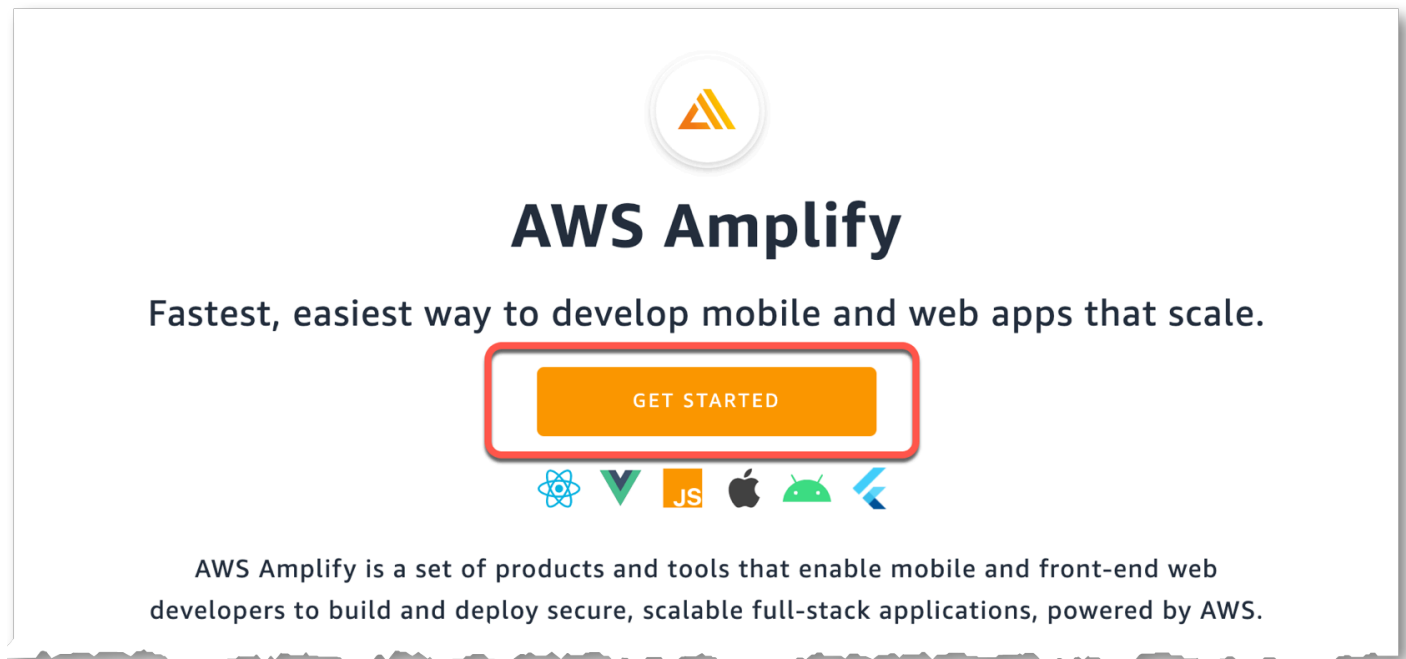 AWS Amplify
Fastest, easiest way to develop mobile and web apps that scale.
GET STARTED
JS
AWS Amplify is a set of products and tools that enable mobile and front-end web
developers to build and deploy secure, scalable full-stack applications, powered by AWS.